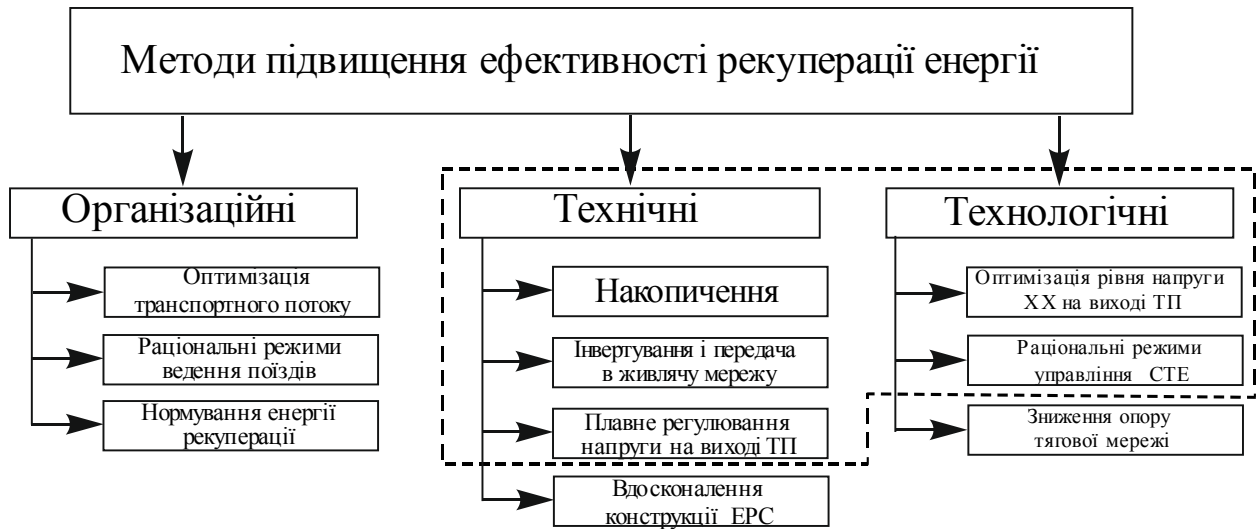 Методи підвищення ефективності рекуперації енергії
Організаційні
Оптимізація
транспортного потоку
Раціональні режими
ведення поїздів
Нормування енергії
рекуперації
Технічні
Накопичення
Інвертування і передача
в живлячу мережу
Плавне регулювання
напруги на виході ТП
Вдосконалення
конструкції ЕРС
Технологічні
Оптимізація рівня напруги
ХХ на виході ТП
Раціональні режими
управління СТЕ
Зниження опору
тягової мережі